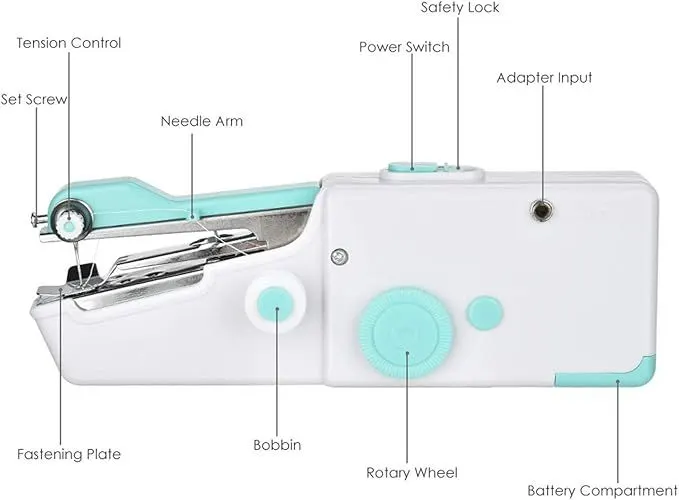 Safety Lock
Tension Control
Power Switch
Adapter Input
Set Screw
Needle Arm
Fastening Plate
Bobbin
Rotary Wheel
Battery Compartment